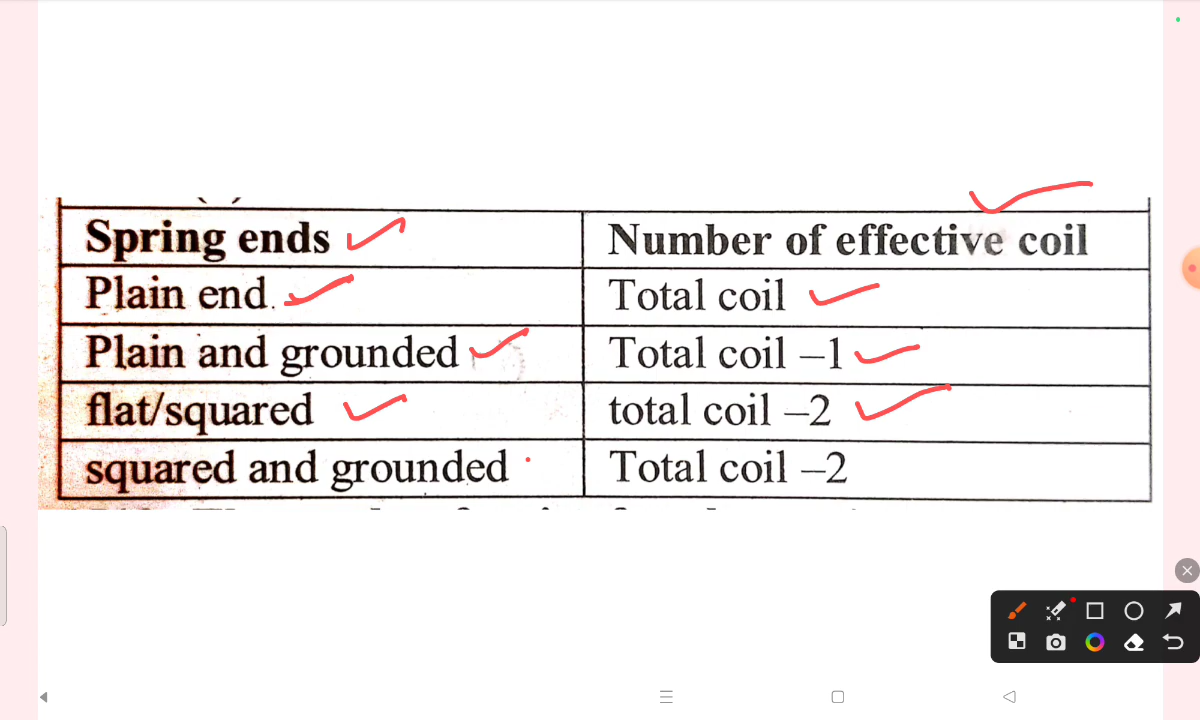 Spring ends Number of effective coil
Plain end. Total coil
Plain and grounded Total coil –1
flat/squared total coil –2
squared and grounded Total coil –2